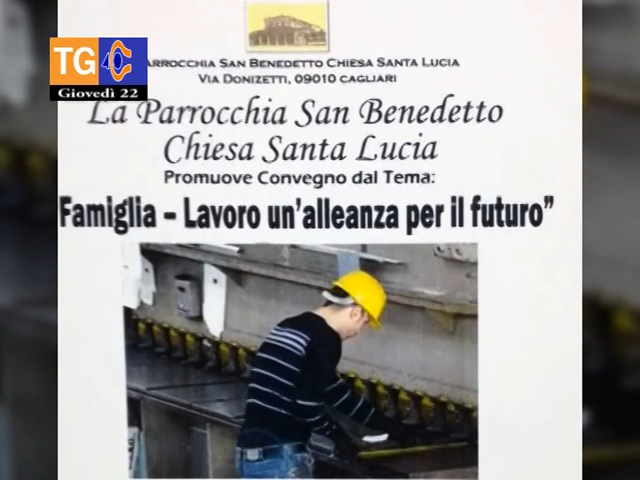 TG4C
Giovedì 22
PARROCCHIA SAN BENEDETTO CHIESA SANTA LUCIA
VIA DONIZETTI, 09010 CAGLIARI
La Parrocchia San Benedetto
Chiesa Santa Lucia
Promuove Convegno dal Tema:
Famiglia – Lavoro un’alleanza per il futuro”